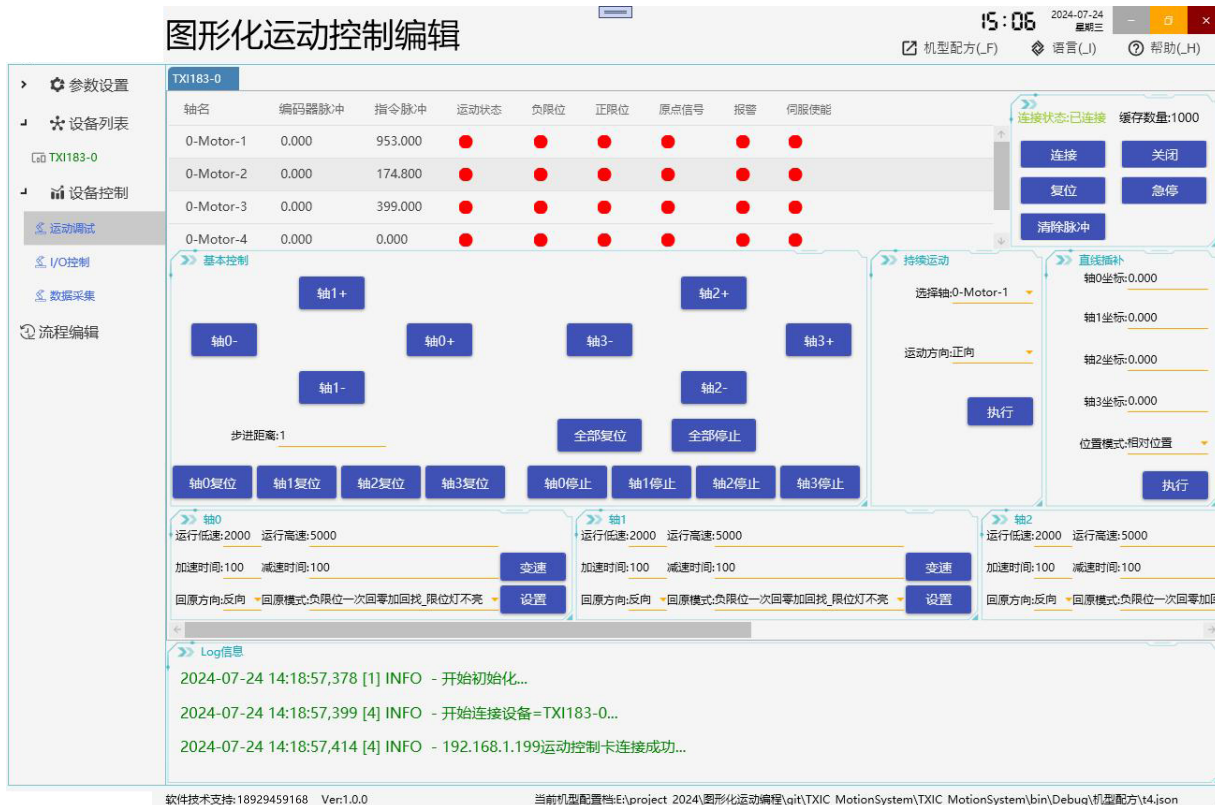 图形化运动控制编辑
15:06 2024-07-24 星期三
机型配方(_F) 语言(_I) 帮助(_H)
参数设置
设备列表
TXI183-0
设备控制
运动调试
I/O控制
数据采集
流程编辑
TXI183-0
轴名 编码器脉冲 指令脉冲 运动状态 负限位 正限位 原点信号 报警 伺服使能
0-Motor-1 0.000 953.000
0-Motor-2 0.000 174.800
0-Motor-3 0.000 399.000
0-Motor-4 0.000 0.000
连接状态:已连接 缓存数量:1000
连接 关闭
复位 急停
清除脉冲
基本控制
轴1+ 轴2+
轴0- 轴0+ 轴3- 轴3+
轴1- 轴2-
步进距离:1 全部复位 全部停止
轴0复位 轴1复位 轴2复位 轴3复位 轴0停止 轴1停止 轴2停止 轴3停止
持续运动
选择轴:0-Motor-1
运动方向:正向
执行
直线插补
轴0坐标:0.000
轴1坐标:0.000
轴2坐标:0.000
轴3坐标:0.000
位置模式:相对位置
执行
轴0
运行低速:2000 运行高速:5000
加速时间:100 减速时间:100 变速
回原方向:反向 回原模式:负限位一次回零加回找_限位灯不亮 设置
轴1
运行低速:2000 运行高速:5000
加速时间:100 减速时间:100 变速
回原方向:反向 回原模式:负限位一次回零加回找_限位灯不亮 设置
轴2
运行低速:2000 运行高速:5000
加速时间:100 减速时间:100
回原方向:反向 回原模式:负限位一次回零加回
Log信息
2024-07-24 14:18:57,378 [1] INFO - 开始初始化...
2024-07-24 14:18:57,399 [4] INFO - 开始连接设备=TXI183-0...
2024-07-24 14:18:57,414 [4] INFO - 192.168.1.199运动控制卡连接成功...
软件技术支持:18929459168 Ver:1.0.0 当前机型配置档:E:\project_2024\图形化运动编程\git\TXIC_MotionSystem\TXIC_MotionSystem\bin\Debug\机型配方\t4.json